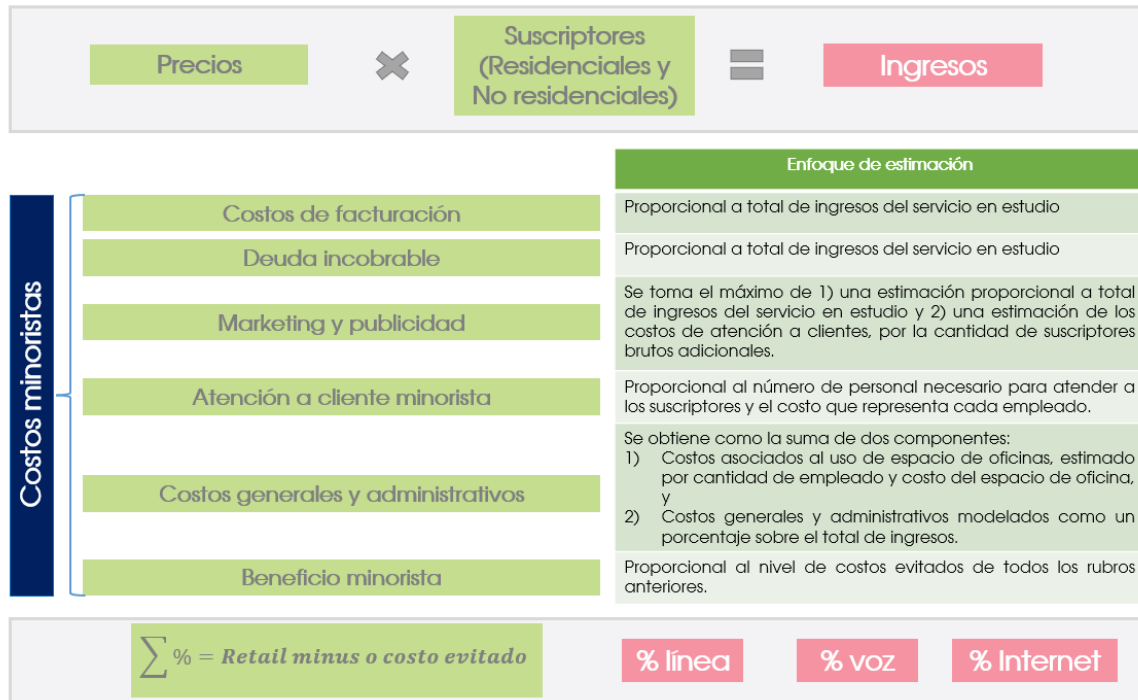 Precios
Suscriptores
(Residenciales y
No residenciales)
Ingresos
Enfoque de estimación
Costos minoristas
Costos de facturación
Proporcional a total de ingresos del servicio en estudio
Deuda incobrable
Proporcional a total de ingresos del servicio en estudio
Marketing y publicidad
Se toma el máximo de 1) una estimación proporcional a total
de ingresos del servicio en estudio y 2) una estimación de los
costos de atención a clientes, por la cantidad de suscriptores
brutos adicionales.
Atención a cliente minorista
Proporcional al número de personal necesario para atender a
los suscriptores y el costo que representa cada empleado.
Costos generales y administrativos
Se obtiene como la suma de dos componentes:
1) Costos asociados al uso de espacio de oficinas, estimado
por cantidad de empleado y costo del espacio de oficina,
y
2) Costos generales y administrativos modelados como un
porcentaje sobre el total de ingresos.
Beneficio minorista
Proporcional al nivel de costos evitados de todos los rubros
anteriores.
∑ % = Retail minus o costo evitado
% línea
% voz
% Internet